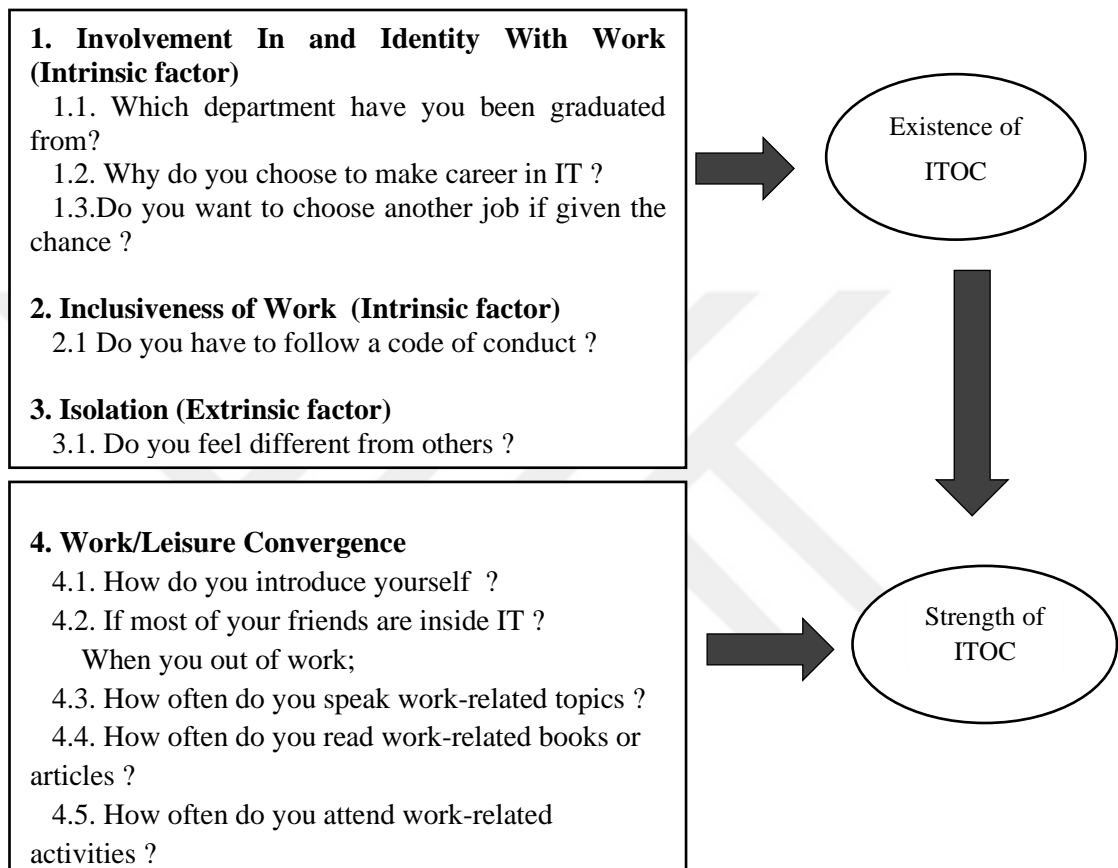 1. Involvement In and Identity With Work
(Intrinsic factor)
1.1. Which department have you been graduated
from?
1.2. Why do you choose to make career in IT ?
1.3.Do you want to choose another job if given the
chance ?
2. Inclusiveness of Work (Intrinsic factor)
2.1 Do you have to follow a code of conduct ?
3. Isolation (Extrinsic factor)
3.1. Do you feel different from others ?
Existence of
ITOC
4. Work/Leisure Convergence
4.1. How do you introduce yourself ?
4.2. If most of your friends are inside IT ?
When you out of work;
4.3. How often do you speak work-related topics ?
4.4. How often do you read work-related books or
articles ?
4.5. How often do you attend work-related
activities ?
Strength of
ITOC